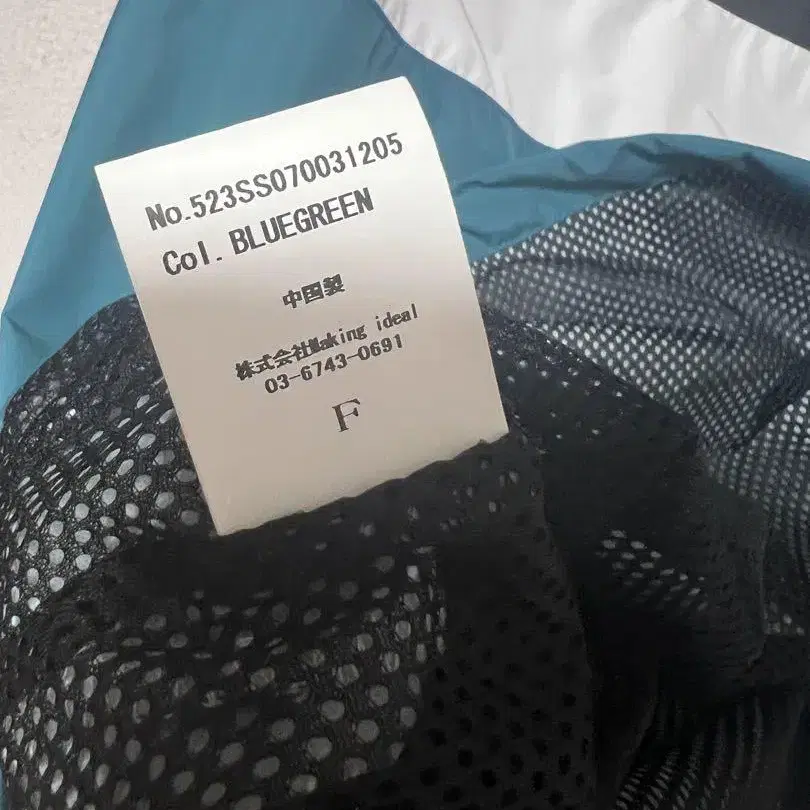 No.523SS070031205
Col. BLUEGREEN
中国製
株式会社Making ideal
03-6743-0691
F